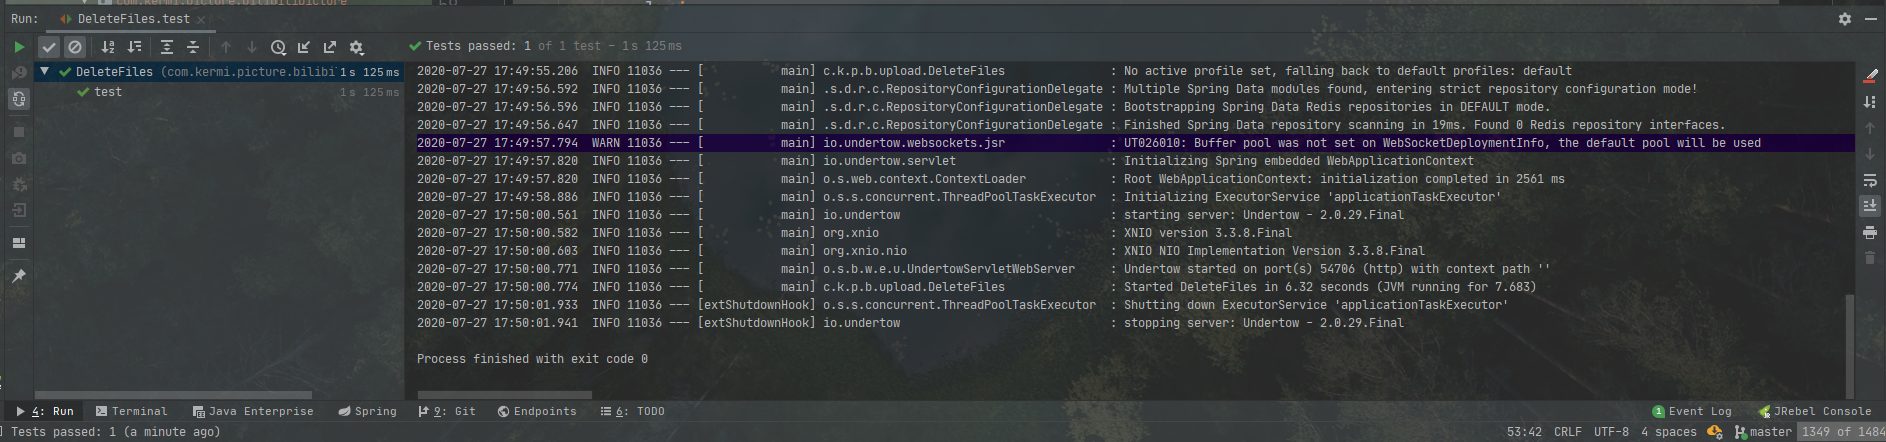 com.kermi.picture.bilibilipicture
Run: DeleteFiles.test
Tests passed: 1 of 1 test – 1 s 125 ms
DeleteFiles (com.kermi.picture.bilibi 1 s 125 ms
test 1 s 125 ms
2020-07-27 17:49:55.206  INFO 11036 --- [           main] c.k.p.b.upload.DeleteFiles               : No active profile set, falling back to default profiles: default
2020-07-27 17:49:56.592  INFO 11036 --- [           main] .s.d.r.c.RepositoryConfigurationDelegate : Multiple Spring Data modules found, entering strict repository configuration mode!
2020-07-27 17:49:56.596  INFO 11036 --- [           main] .s.d.r.c.RepositoryConfigurationDelegate : Bootstrapping Spring Data Redis repositories in DEFAULT mode.
2020-07-27 17:49:56.647  INFO 11036 --- [           main] .s.d.r.c.RepositoryConfigurationDelegate : Finished Spring Data repository scanning in 19ms. Found 0 Redis repository interfaces.
2020-07-27 17:49:57.794  WARN 11036 --- [           main] io.undertow.websockets.jsr               : UT026010: Buffer pool was not set on WebSocketDeploymentInfo, the default pool will be used
2020-07-27 17:49:57.820  INFO 11036 --- [           main] io.undertow.servlet                      : Initializing Spring embedded WebApplicationContext
2020-07-27 17:49:57.820  INFO 11036 --- [           main] o.s.web.context.ContextLoader            : Root WebApplicationContext: initialization completed in 2561 ms
2020-07-27 17:49:58.886  INFO 11036 --- [           main] o.s.s.concurrent.ThreadPoolTaskExecutor  : Initializing ExecutorService 'applicationTaskExecutor'
2020-07-27 17:50:00.561  INFO 11036 --- [           main] io.undertow                              : starting server: Undertow - 2.0.29.Final
2020-07-27 17:50:00.582  INFO 11036 --- [           main] org.xnio                                 : XNIO version 3.3.8.Final
2020-07-27 17:50:00.603  INFO 11036 --- [           main] org.xnio.nio                             : XNIO NIO Implementation Version 3.3.8.Final
2020-07-27 17:50:00.771  INFO 11036 --- [           main] o.s.b.w.e.u.UndertowServletWebServer     : Undertow started on port(s) 54706 (http) with context path ''
2020-07-27 17:50:00.774  INFO 11036 --- [           main] c.k.p.b.upload.DeleteFiles               : Started DeleteFiles in 6.32 seconds (JVM running for 7.683)
2020-07-27 17:50:01.933  INFO 11036 --- [extShutdownHook] o.s.s.concurrent.ThreadPoolTaskExecutor  : Shutting down ExecutorService 'applicationTaskExecutor'
2020-07-27 17:50:01.941  INFO 11036 --- [extShutdownHook] io.undertow                              : stopping server: Undertow - 2.0.29.Final
Process finished with exit code 0
4: Run Terminal Java Enterprise Spring 9: Git Endpoints 6: TODO 1 Event Log JRebel Console
Tests passed: 1 (a minute ago) 53:42 CRLF UTF-8 4 spaces master 1349 of 1484